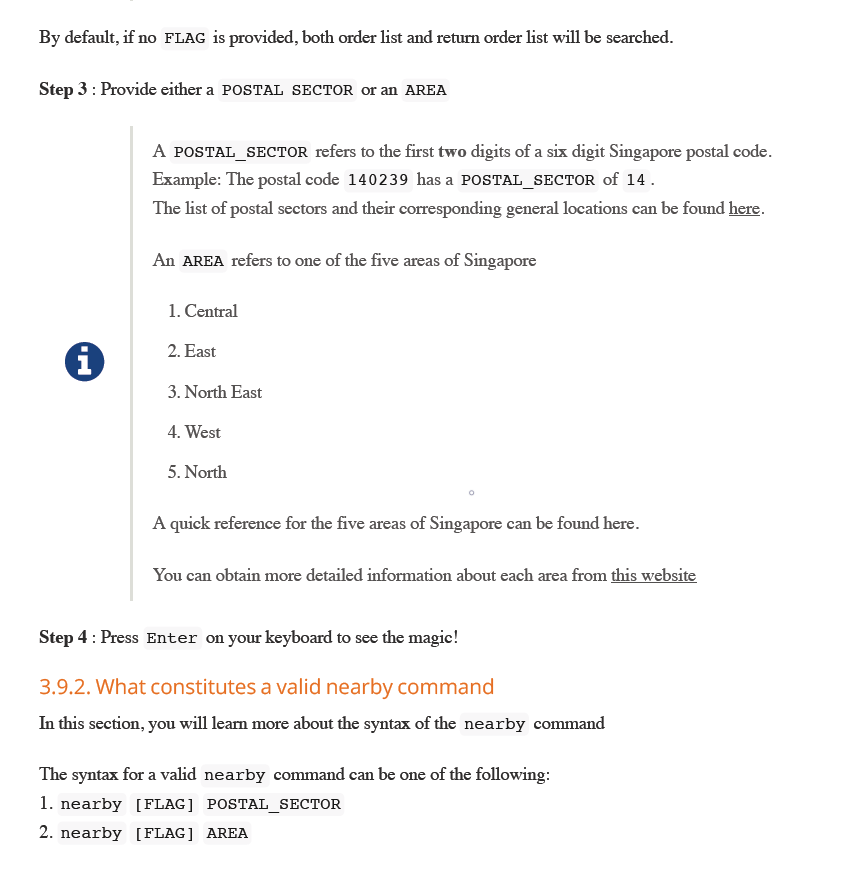 By default, if no FLAG is provided, both order list and return order list will be searched.
Step 3 : Provide either a POSTAL SECTOR or an AREA
A POSTAL_SECTOR refers to the first two digits of a six digit Singapore postal code.
Example: The postal code 140239 has a POSTAL_SECTOR of 14 .
The list of postal sectors and their corresponding general locations can be found here.
An AREA refers to one of the five areas of Singapore
1. Central
2. East
3. North East
4. West
5. North
A quick reference for the five areas of Singapore can be found here.
You can obtain more detailed information about each area from this website
Step 4 : Press Enter on your keyboard to see the magic!
3.9.2. What constitutes a valid nearby command
In this section, you will learn more about the syntax of the nearby command
The syntax for a valid nearby command can be one of the following:
1. nearby [FLAG] POSTAL_SECTOR
2. nearby [FLAG] AREA